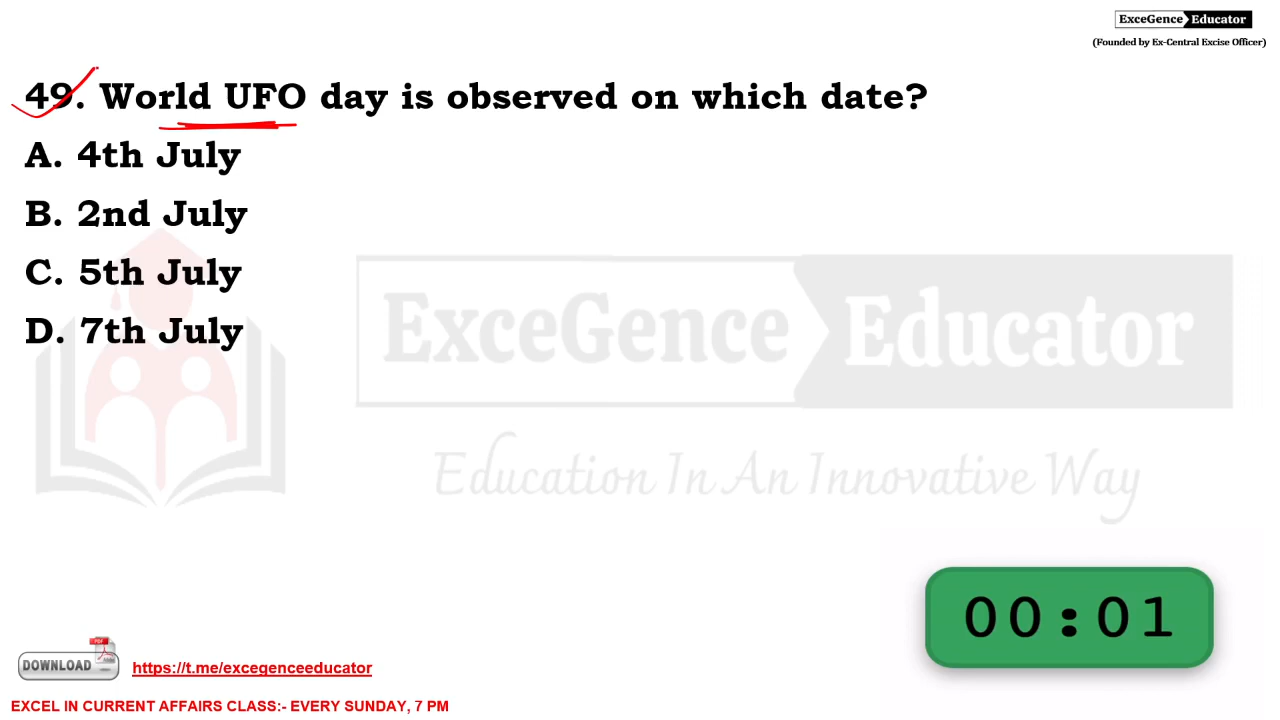 ExceGence Educator
(Founded by Ex-Central Excise Officer)
49. World UFO day is observed on which date?
A. 4th July
B. 2nd July
C. 5th July
D. 7th July
ExceGence Educator
Education In An Innovative Way
00:01
PDF
DOWNLOAD
https://t.me/excegenceeducator
EXCEL IN CURRENT AFFAIRS CLASS:- EVERY SUNDAY, 7 PM